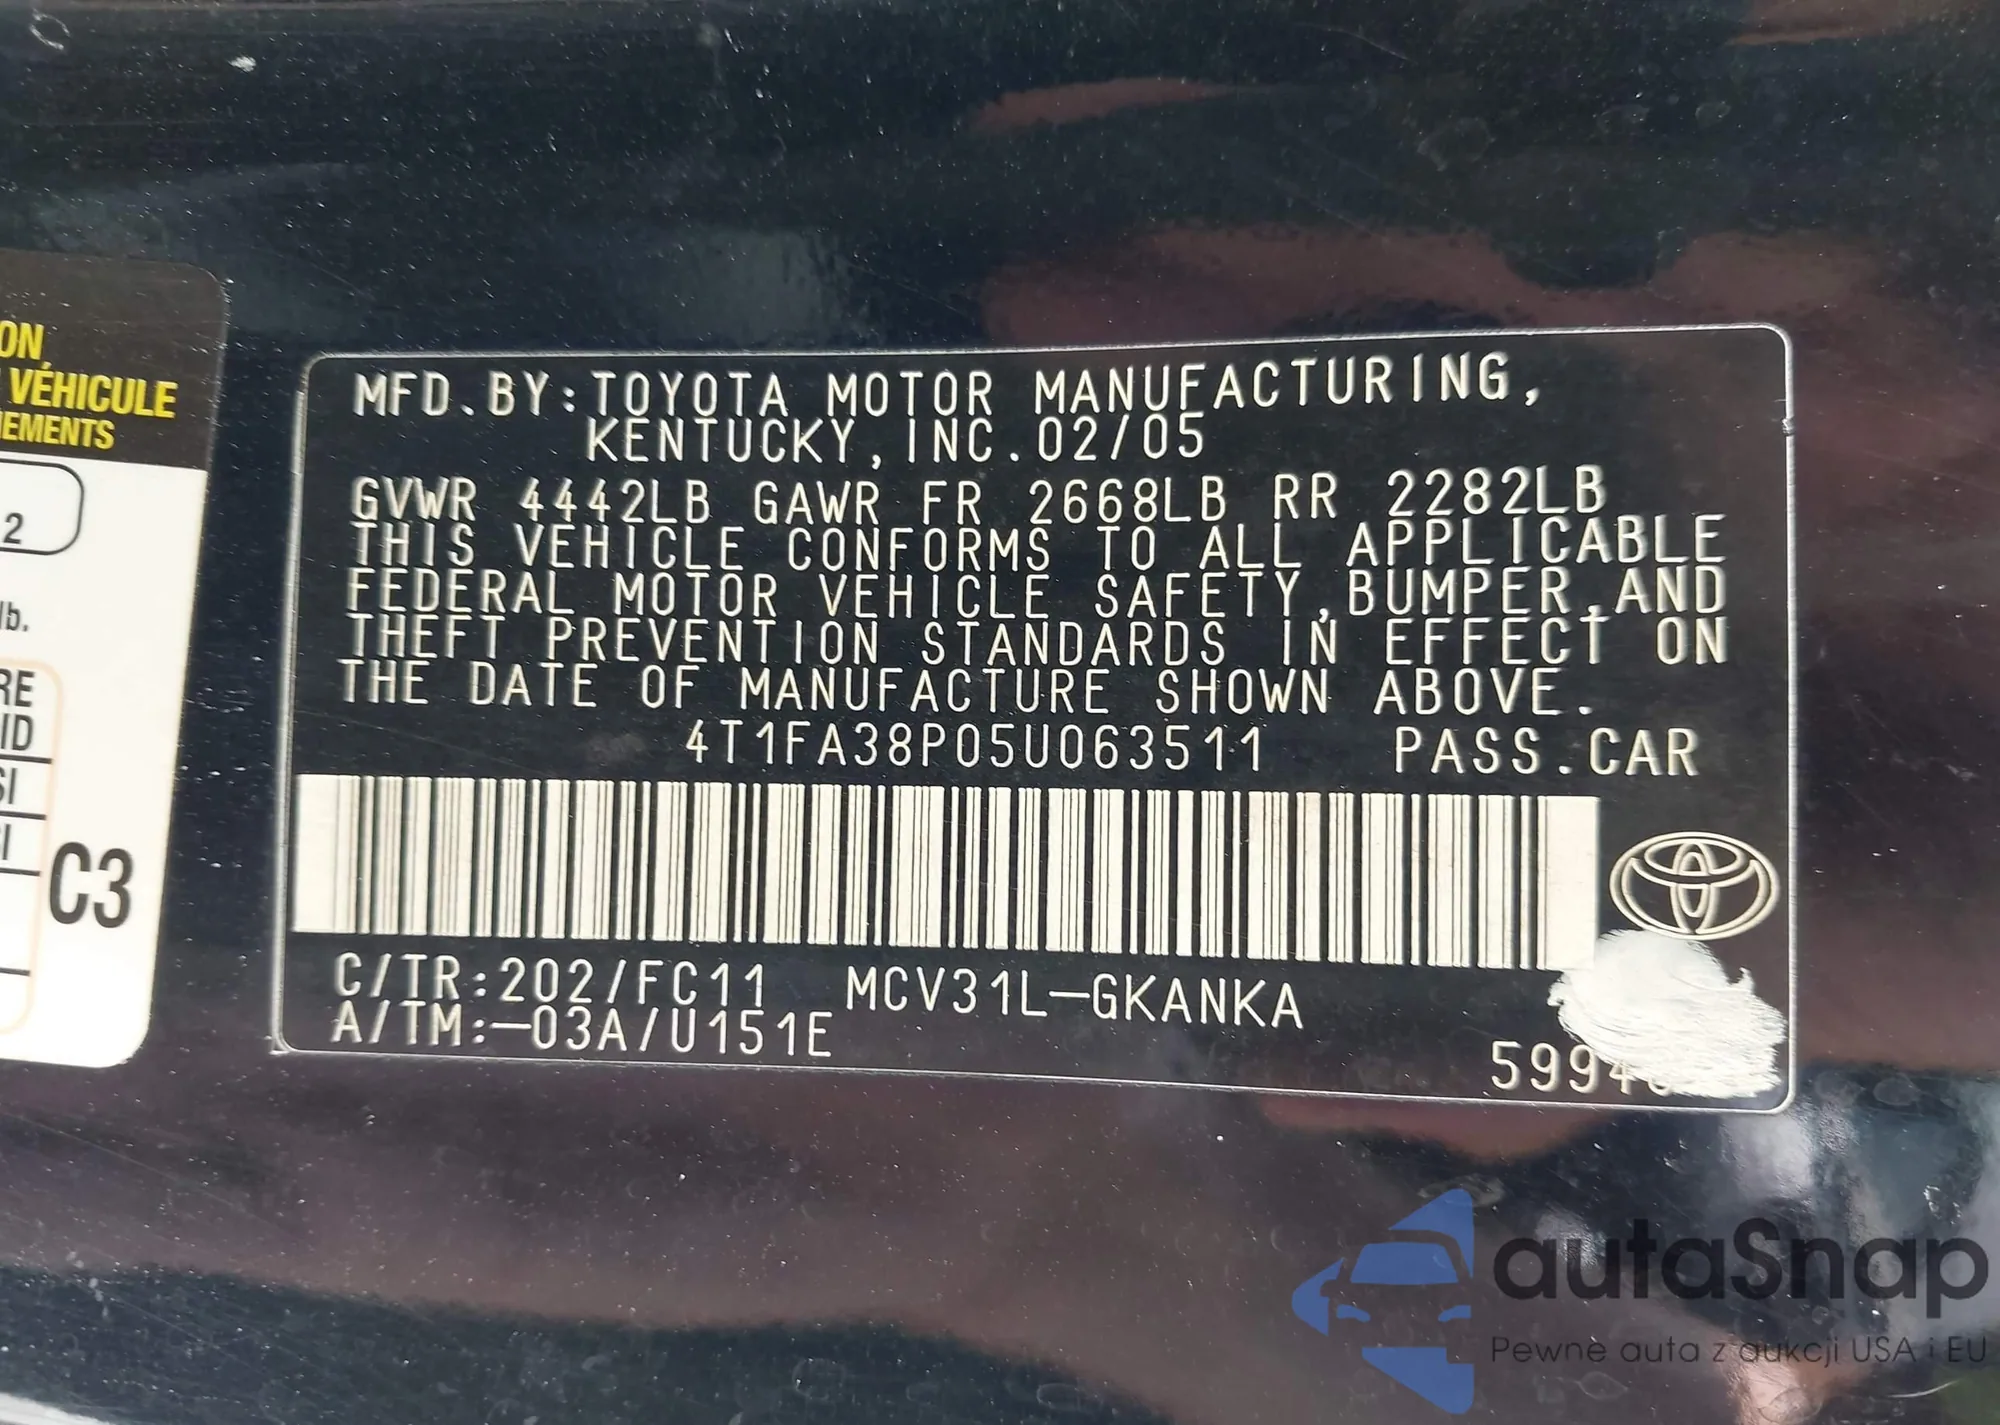 ON
VÉHICULE
EMENTS
2
lb.
RE
ID
SI
C3
MFD.BY:TOYOTA MOTOR MANUFACTURING,
KENTUCKY,INC.02/05
GVWR 4442LB GAWR FR 2668LB RR 2282LB
THIS VEHICLE CONFORMS TO ALL APPLICABLE
FEDERAL MOTOR VEHICLE SAFETY,BUMPER,AND
THEFT PREVENTION STANDARDS IN EFFECT ON
THE DATE OF MANUFACTURE SHOWN ABOVE.
4T1FA38P05U063511 PASS.CAR
C/TR:202/FC11 MCV31L-GKANKA
A/TM:-03A/U151E
5994
autaSnap
Pewne auta z aukcji USA i EU